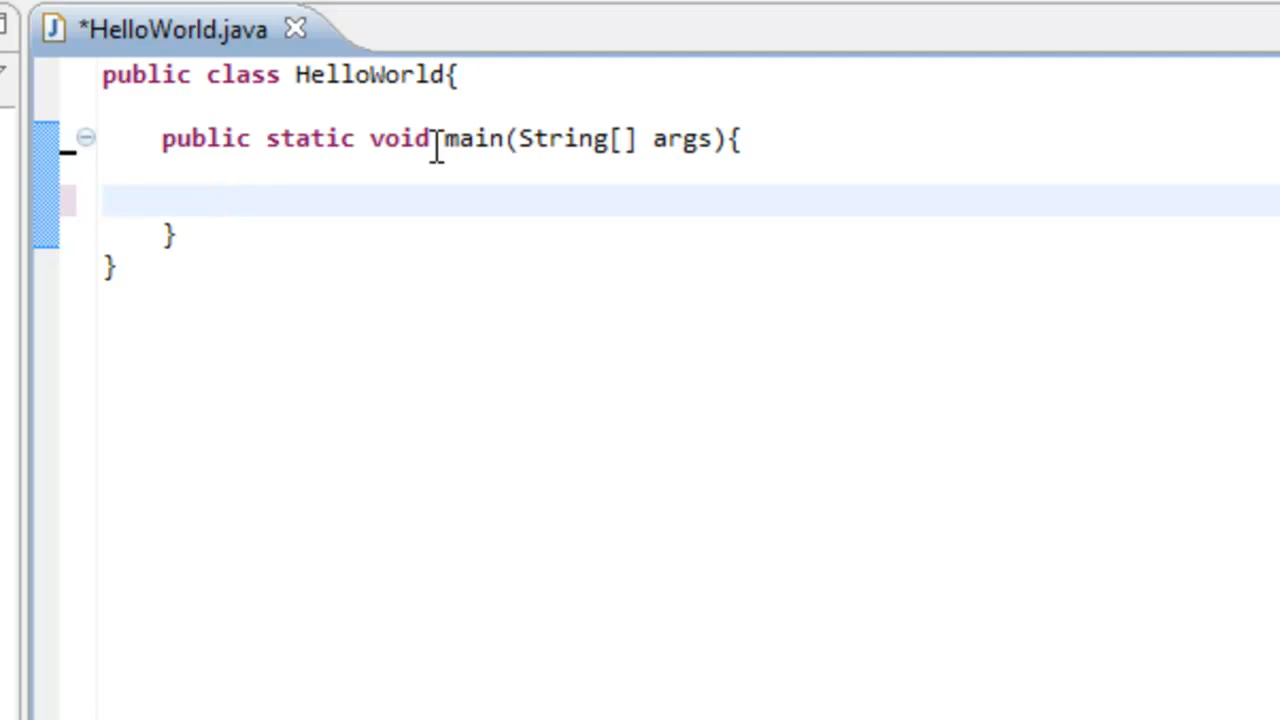 *HelloWorld.java
public class HelloWorld{
public static void main(String[] args){
}
}